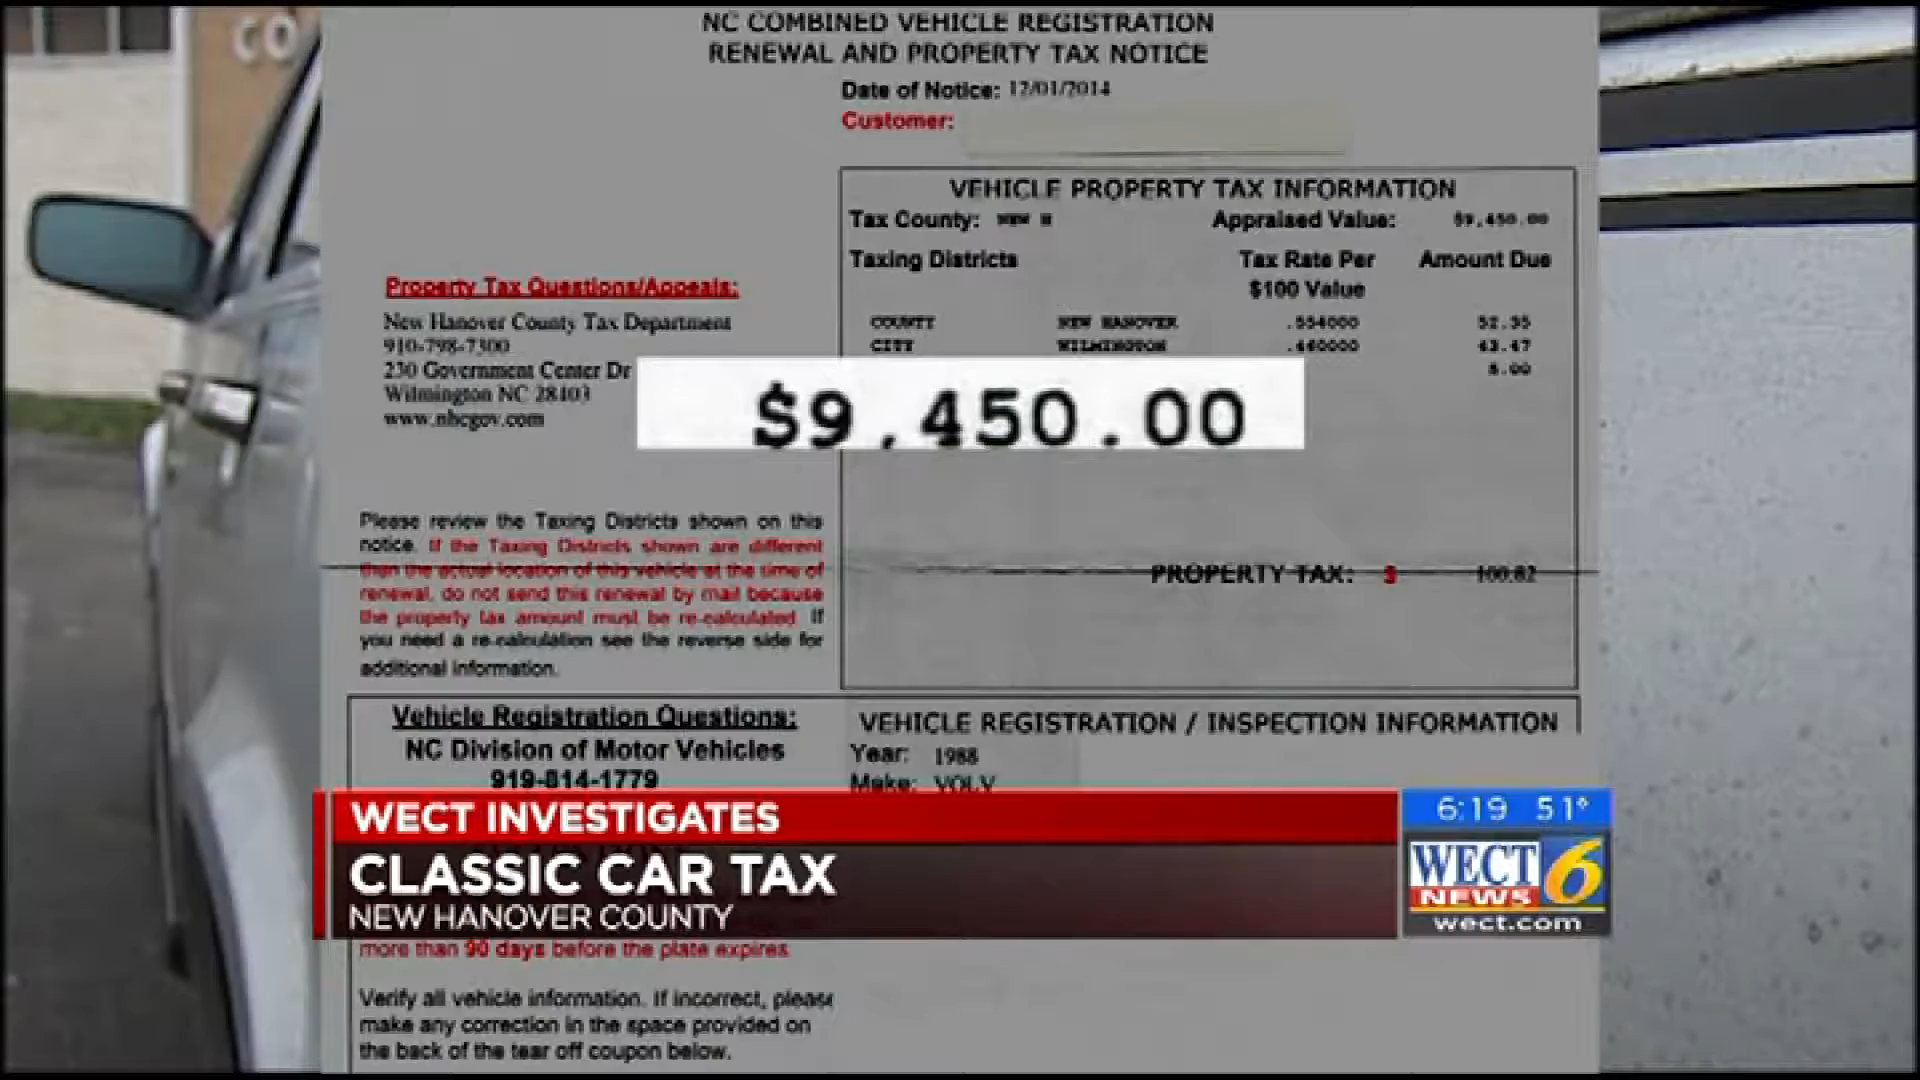 CO
NC COMBINED VEHICLE REGISTRATION
RENEWAL AND PROPERTY TAX NOTICE
Date of Notice: 12/01/2014
Customer:
VEHICLE PROPERTY TAX INFORMATION
Tax County: NEW H Appraised Value: $9,450.00
Taxing Districts Tax Rate Per Amount Due
$100 Value
COUNTY NEW HANOVER .554000 52.35
CITY WILMINGTON .460000 43.47
5.00
Property Tax Questions/Appeals:
New Hanover County Tax Department
910-798-7300
230 Government Center Dr
Wilmington NC 28403
www.nhcgov.com
$9,450.00
Please review the Taxing Districts shown on this
notice. If the Taxing Districts shown are different
than the actual location of this vehicle at the time of
renewal, do not send this renewal by mail because
the property tax amount must be re-calculated. If
you need a re-calculation see the reverse side for
additional information.
PROPERTY TAX: $ 100.82
Vehicle Registration Questions:
NC Division of Motor Vehicles
919-814-1779
VEHICLE REGISTRATION / INSPECTION INFORMATION
Year: 1988
Make: VOLV
WECT INVESTIGATES
CLASSIC CAR TAX
NEW HANOVER COUNTY
6:19 51°
WECT 6
NEWS
wect.com
more than 90 days before the plate expires.
Verify all vehicle information. If incorrect, please
make any correction in the space provided on
the back of the tear off coupon below.